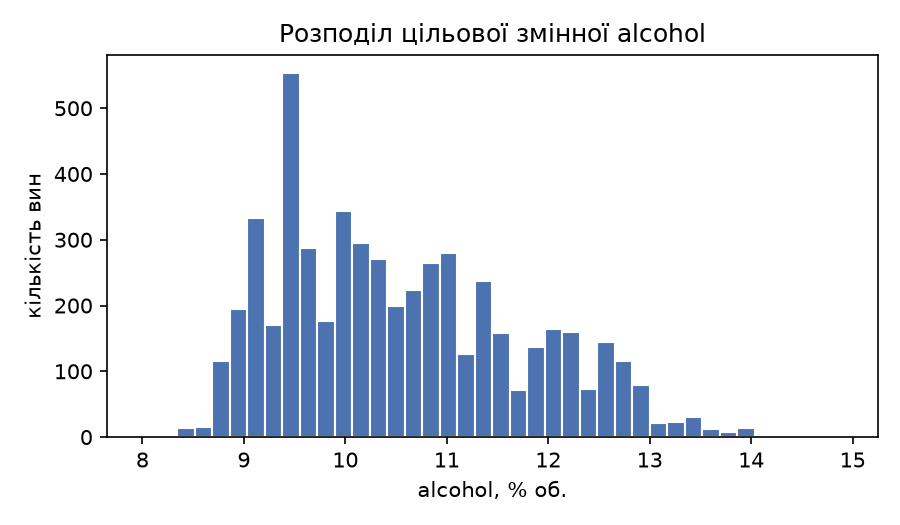 Розподіл цільової змінної alcohol
кількість вин
500
400
300
200
100
0
8 9 10 11 12 13 14 15
alcohol, % об.